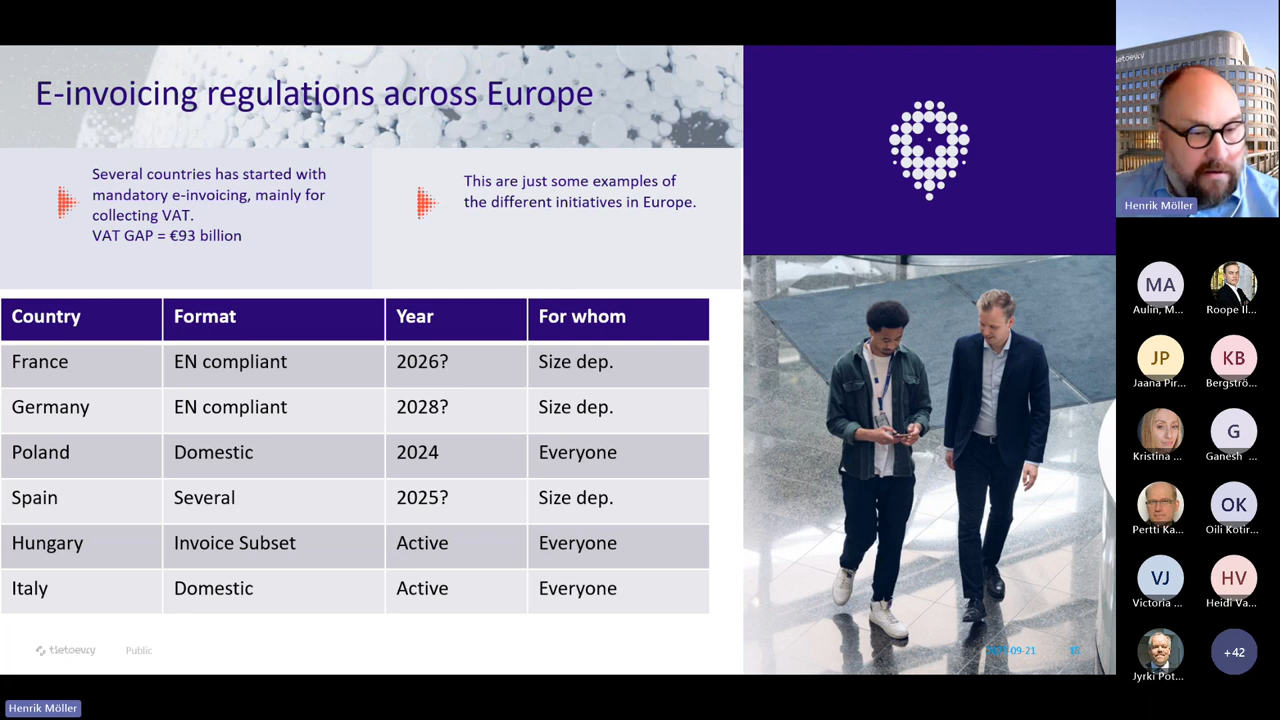 E-invoicing regulations across Europe
Several countries has started with
mandatory e-invoicing, mainly for
collecting VAT.
VAT GAP = €93 billion
This are just some examples of
the different initiatives in Europe.
Country Format Year For whom
France EN compliant 2026? Size dep.
Germany EN compliant 2028? Size dep.
Poland Domestic 2024 Everyone
Spain Several 2025? Size dep.
Hungary Invoice Subset Active Everyone
Italy Domestic Active Everyone
tietoevry
Public
-09-21
tietoevry
Henrik Möller
MA
Aulin, M...
Roope Il...
JP
Jaana Pir...
KB
Bergströ...
Kristina ...
G
Ganesh ...
Pertti Ka...
OK
Oili Kotir...
VJ
Victoria ...
HV
Heidi Va...
Jyrki Pot...
+42
Henrik Möller